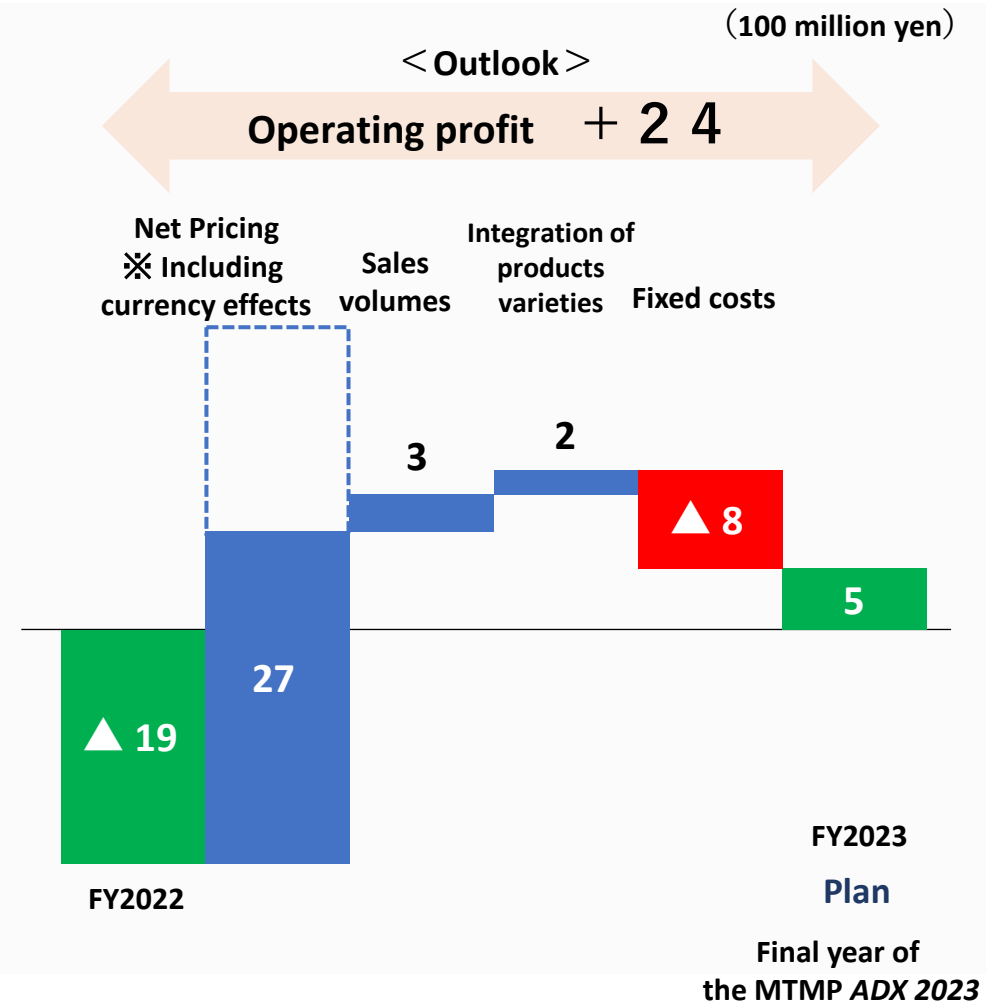 （100 million yen）
＜Outlook＞
Operating profit ＋２４
Net Pricing
※ Including
currency effects
Sales
volumes
Integration of
products
varieties
Fixed costs
3
2
▲ 8
5
27
▲ 19
FY2022
FY2023
Plan
Final year of
the MTMP ADX 2023